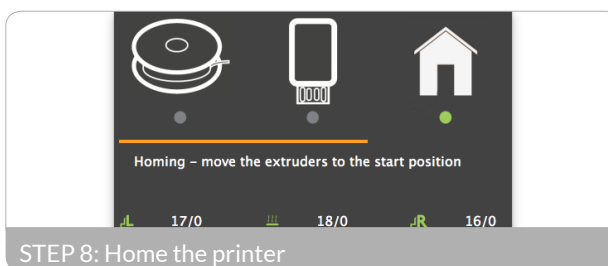 Homing – move the extruders to the start position
L 17/0 18/0 R 16/0
STEP 8: Home the printer